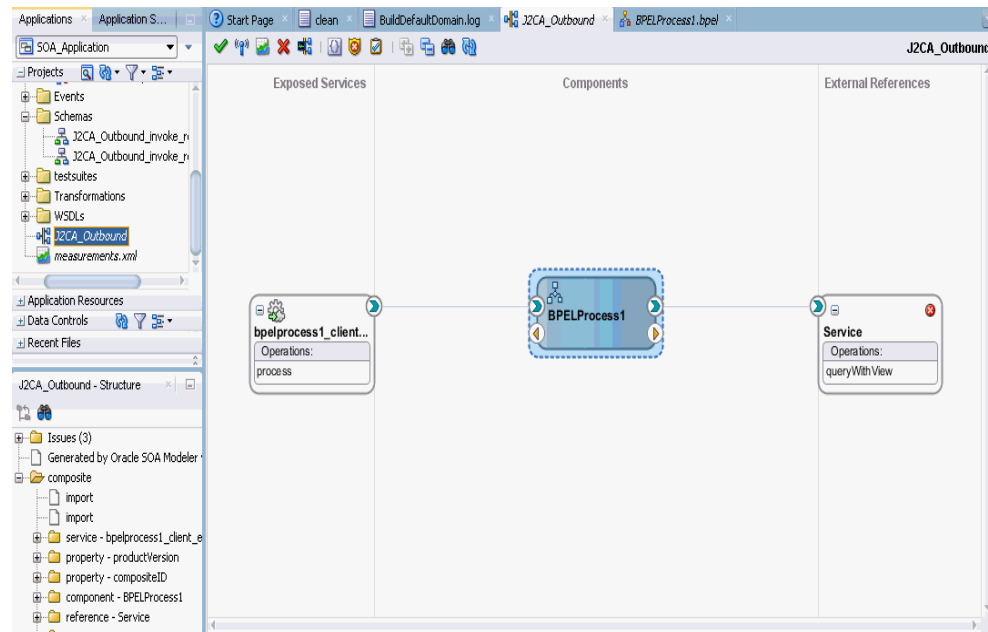 Applications Application S...
Start Page clean BuildDefaultDomain.log J2CA_Outbound BPELProcess1.bpel
SOA_Application
J2CA_Outbound
Projects
Events
Schemas
J2CA_Outbound_invoke_r
J2CA_Outbound_invoke_r
testsuites
Transformations
WSDLs
J2CA_Outbound
measurements.xml
Application Resources
Data Controls
Recent Files
J2CA_Outbound - Structure
Issues (3)
Generated by Oracle SOA Modeler
composite
import
import
service - bpelprocess1_client_e
property - productVersion
property - compositeID
component - BPELProcess1
reference - Service
Exposed Services
Components
External References
bpelprocess1_client...
Operations:
process
BPELProcess1
Service
Operations:
queryWithView